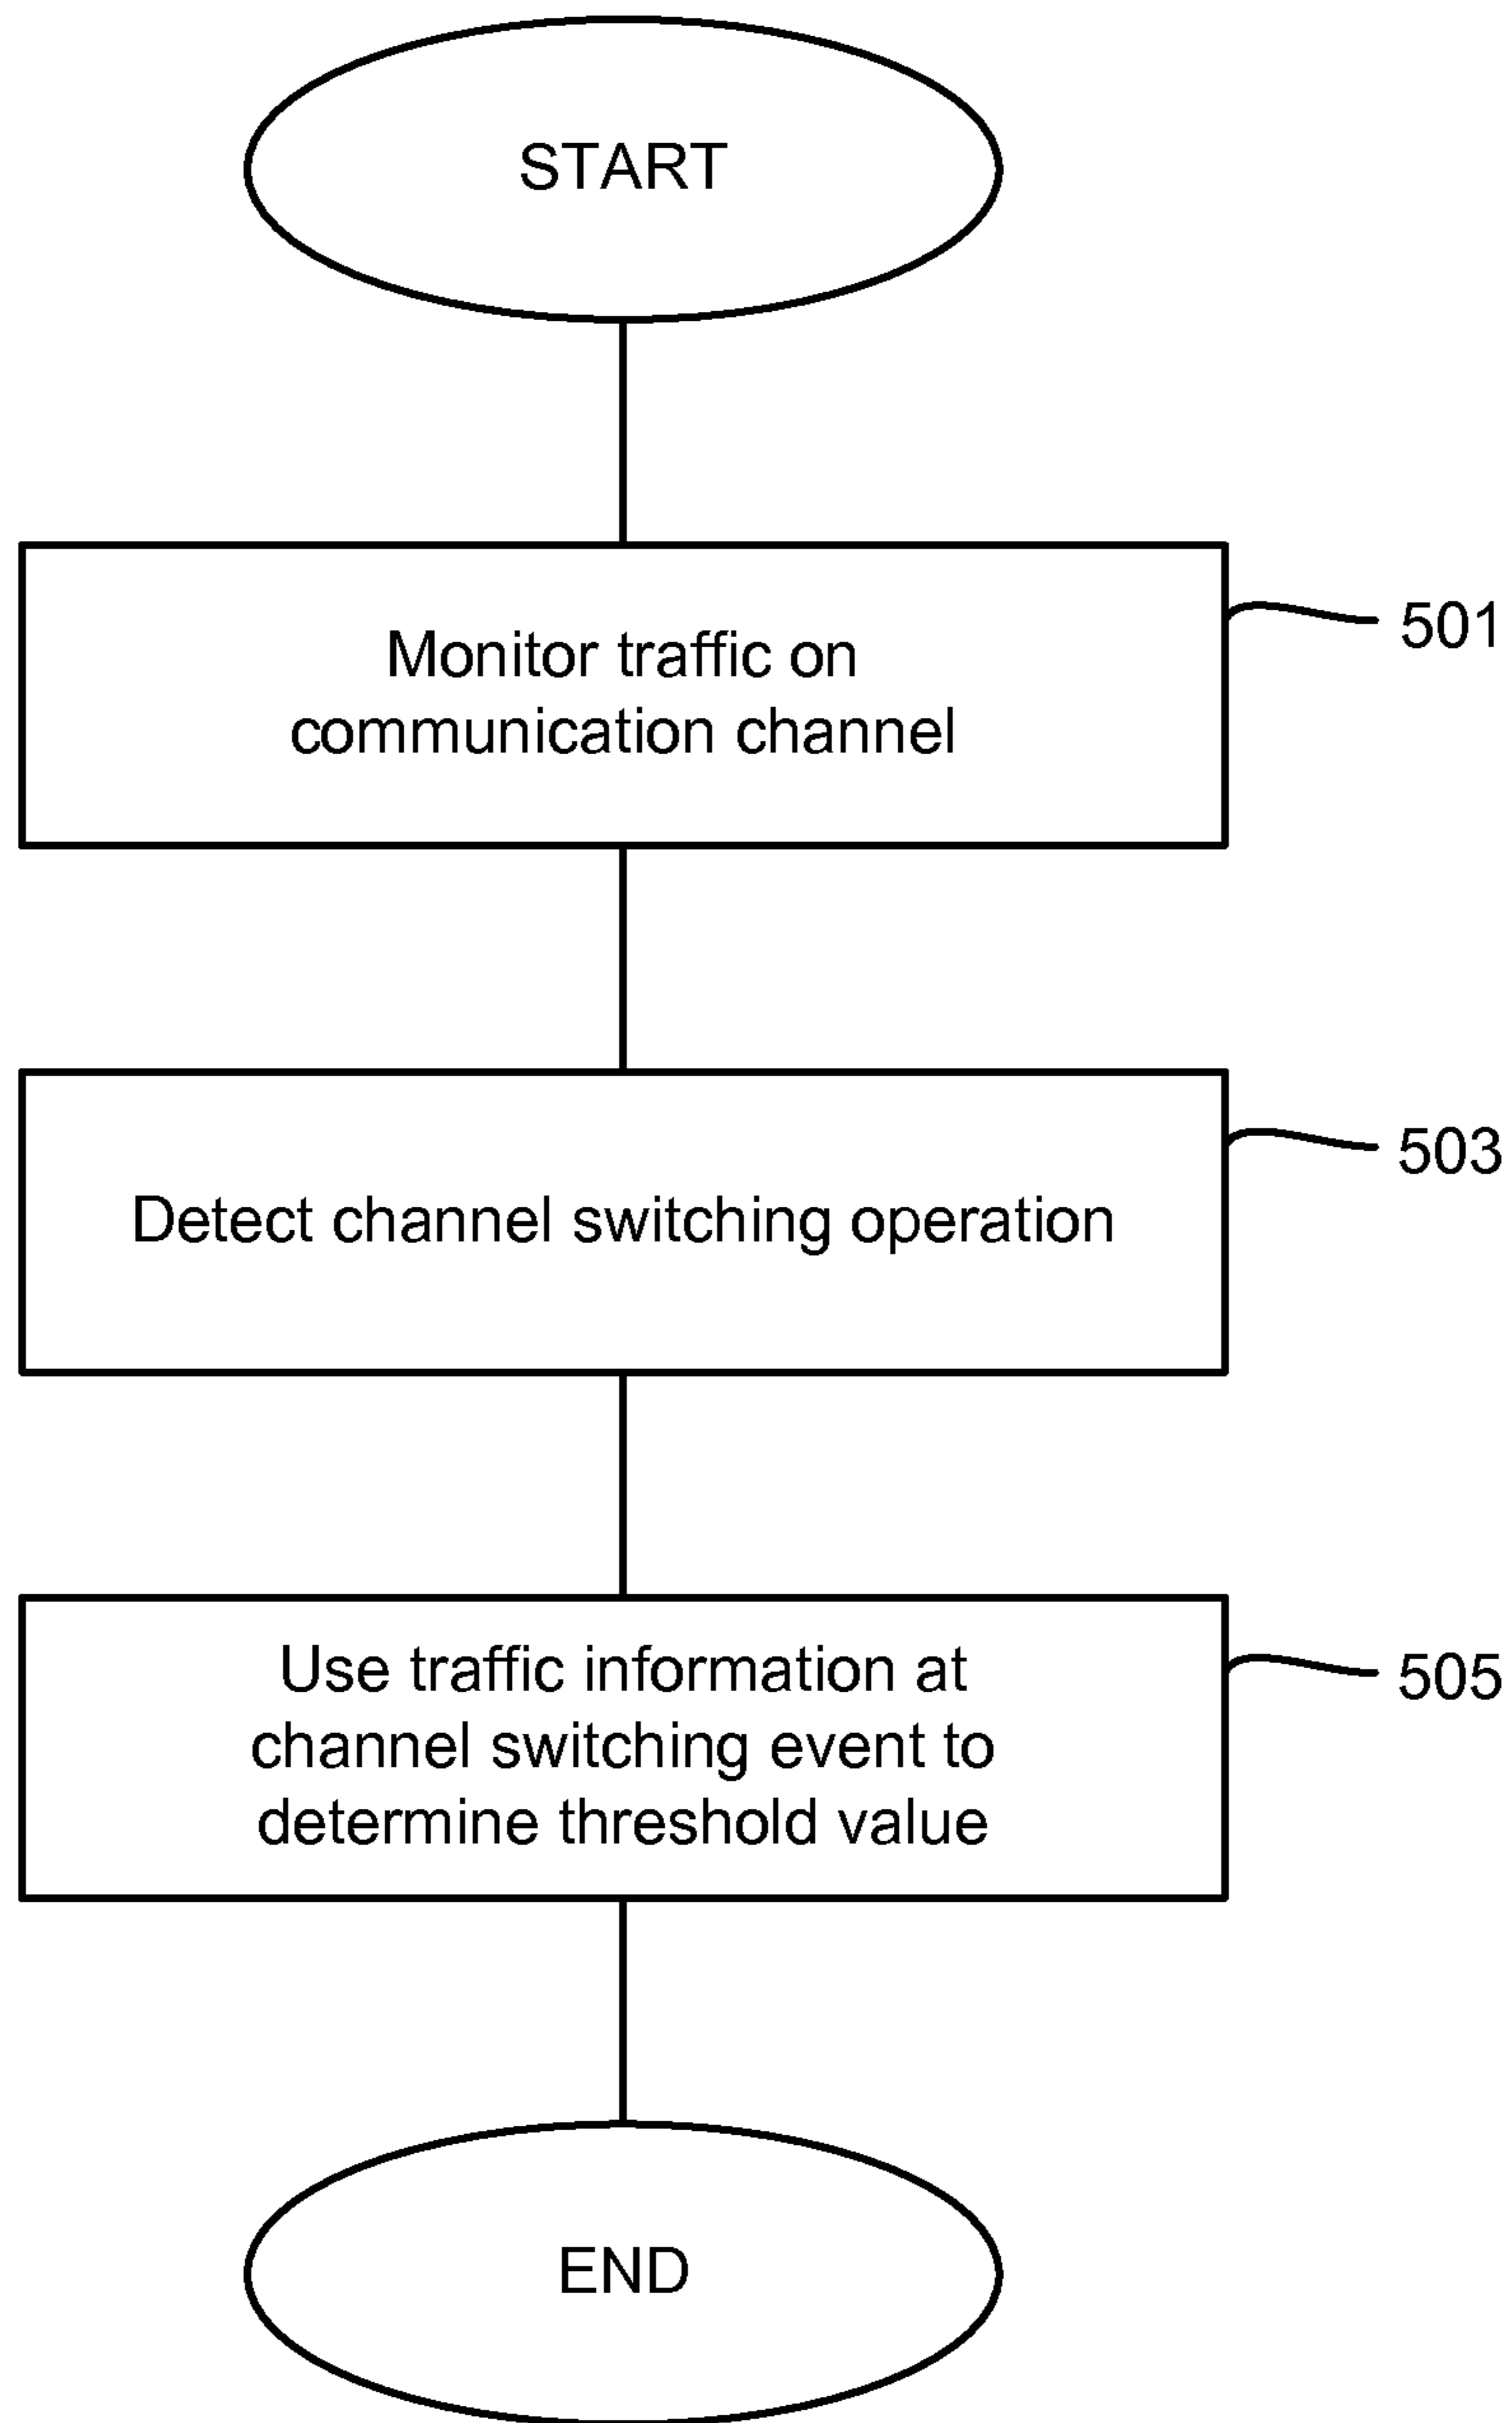 START
Monitor traffic on
communication channel
501
Detect channel switching operation
503
Use traffic information at
channel switching event to
determine threshold value
505
END